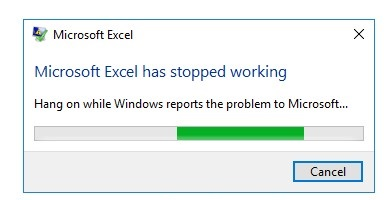 Microsoft Excel
Microsoft Excel has stopped working
Hang on while Windows reports the problem to Microsoft...
Cancel